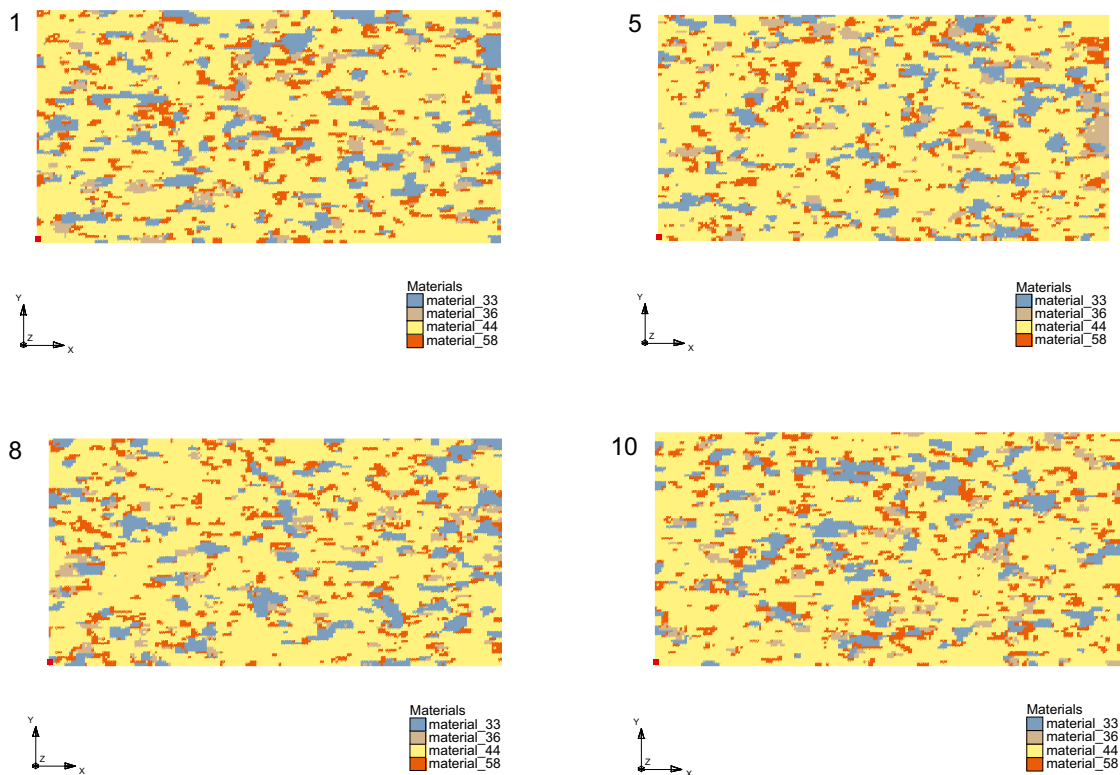 1
Materials
material_33
material_36
material_44
material_58
Y
Z
X
5
Materials
material_33
material_36
material_44
material_58
Y
Z
X
8
Materials
material_33
material_36
material_44
material_58
Y
Z
X
10
Materials
material_33
material_36
material_44
material_58
Y
Z
X